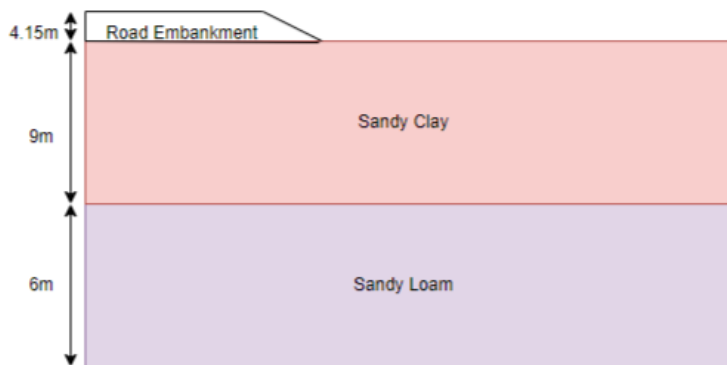 4.15m
Road Embankment
9m
Sandy Clay
6m
Sandy Loam